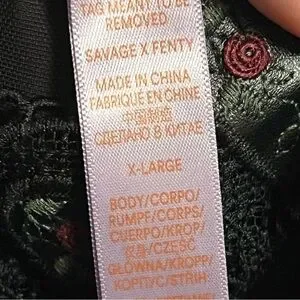 TAG MEANT TO BE
REMOVED
SAVAGE X FENTY
MADE IN CHINA
FABRIQUÉ EN CHINE
中国制造
СДЕЛАНО В КИТАЕ
X-LARGE
BODY/CORPO/
RUMPF/CORPS/
CUERPO/KROP/
/CZEŚĆ
GŁÓWNA/KROPP/